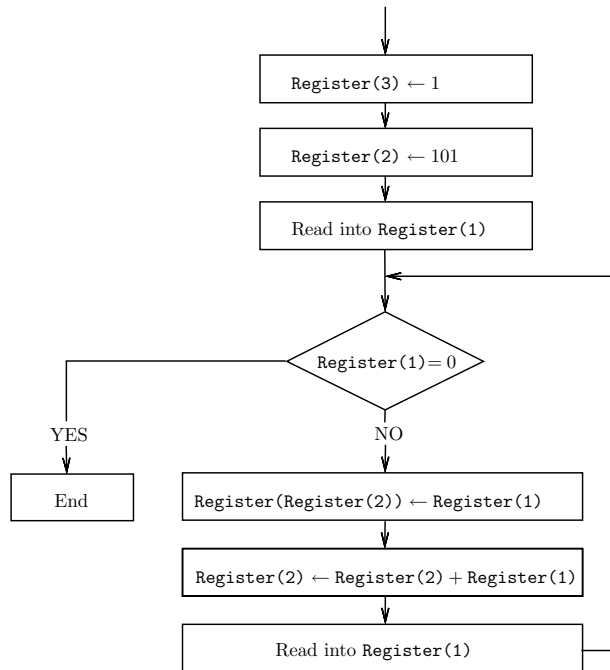 Register(3) ← 1
Register(2) ← 101
Read into Register(1)
Register(1) = 0
YES
NO
End
Register(Register(2)) ← Register(1)
Register(2) ← Register(2) + Register(1)
Read into Register(1)